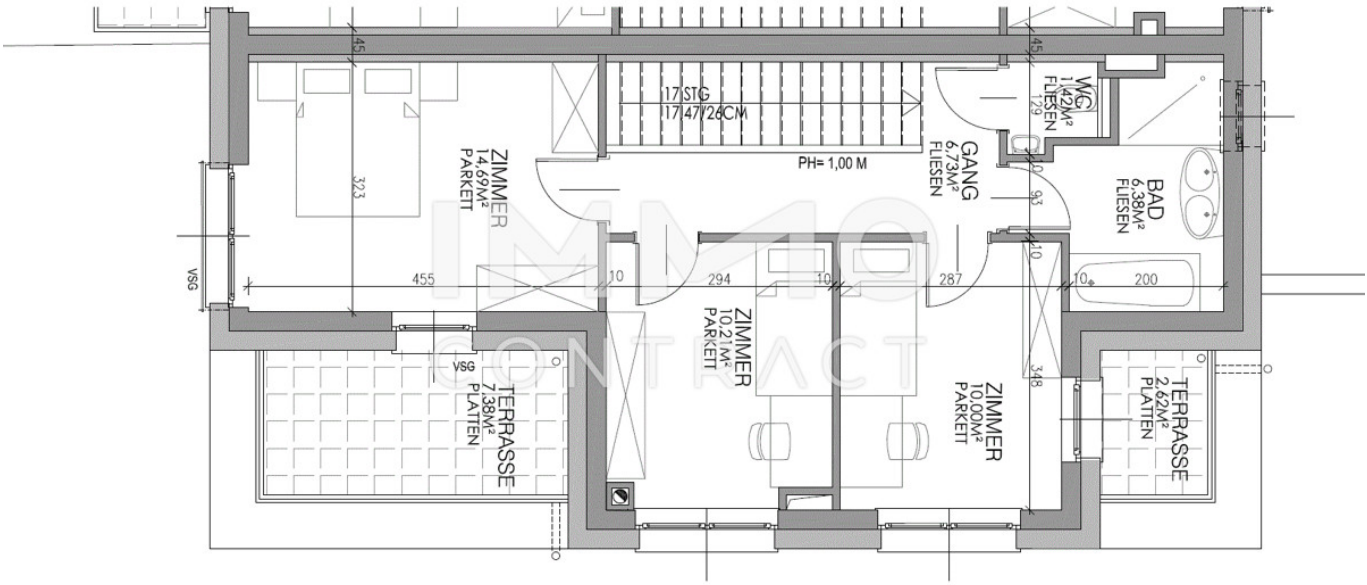 45
45
17 STG
17.47/26CM
WC
1,42M²
FLIESEN
129
ZIMMER
14,69M²
PARKETT
323
GANG
6,73M²
FLIESEN
PH= 1,00 M
10
93
10
BAD
6,38M²
FLIESEN
VSG
455
10
294
10
287
10
200
IMMO
CONTRACT
ZIMMER
10,21M²
PARKETT
ZIMMER
10,00M²
PARKETT
348
VSG
TERRASSE
7,38M²
PLATTEN
TERRASSE
2,62M²
PLATTEN